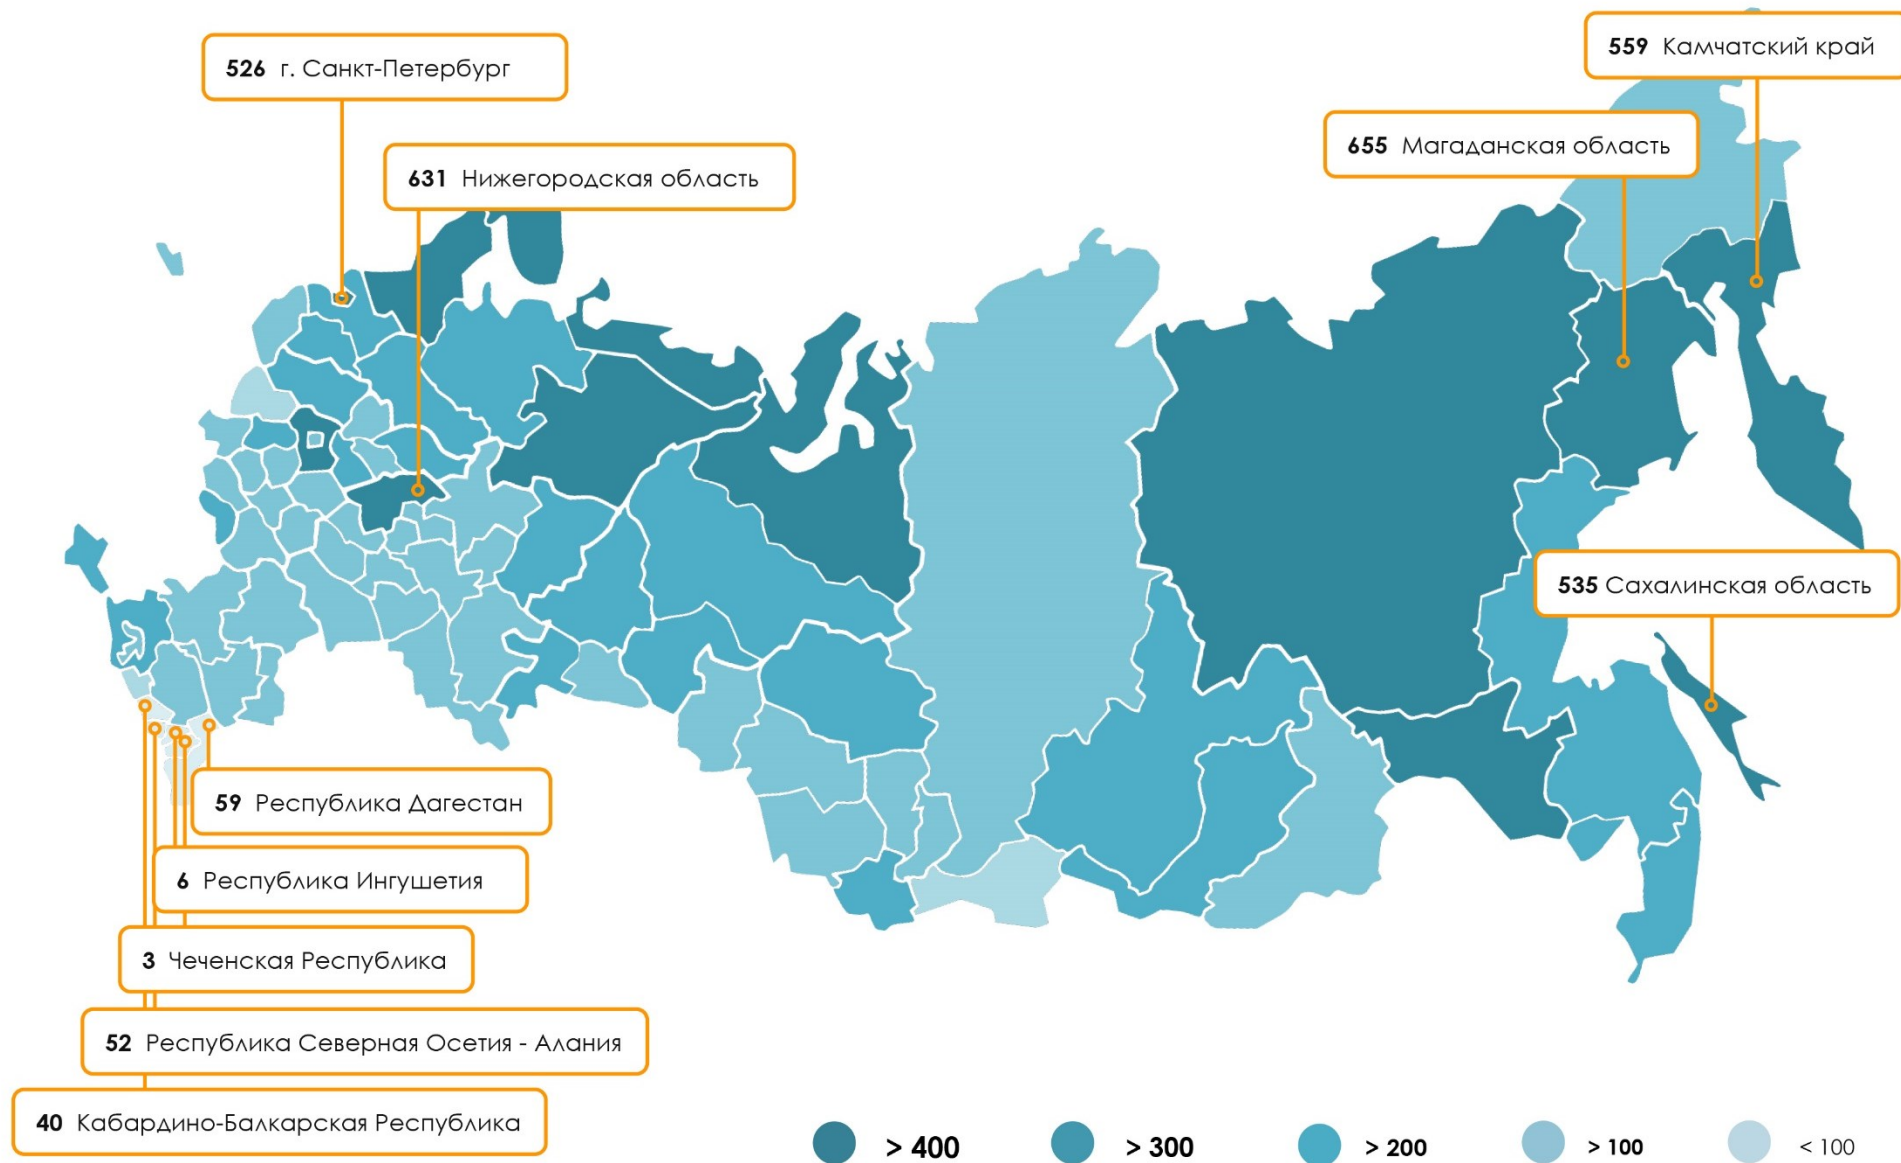 559 Камчатский край
526 г. Санкт-Петербург
655 Магаданская область
631 Нижегородская область
535 Сахалинская область
59 Республика Дагестан
6 Республика Ингушетия
3 Чеченская Республика
52 Республика Северная Осетия - Алания
40 Кабардино-Балкарская Республика
> 400 > 300 > 200 > 100 < 100